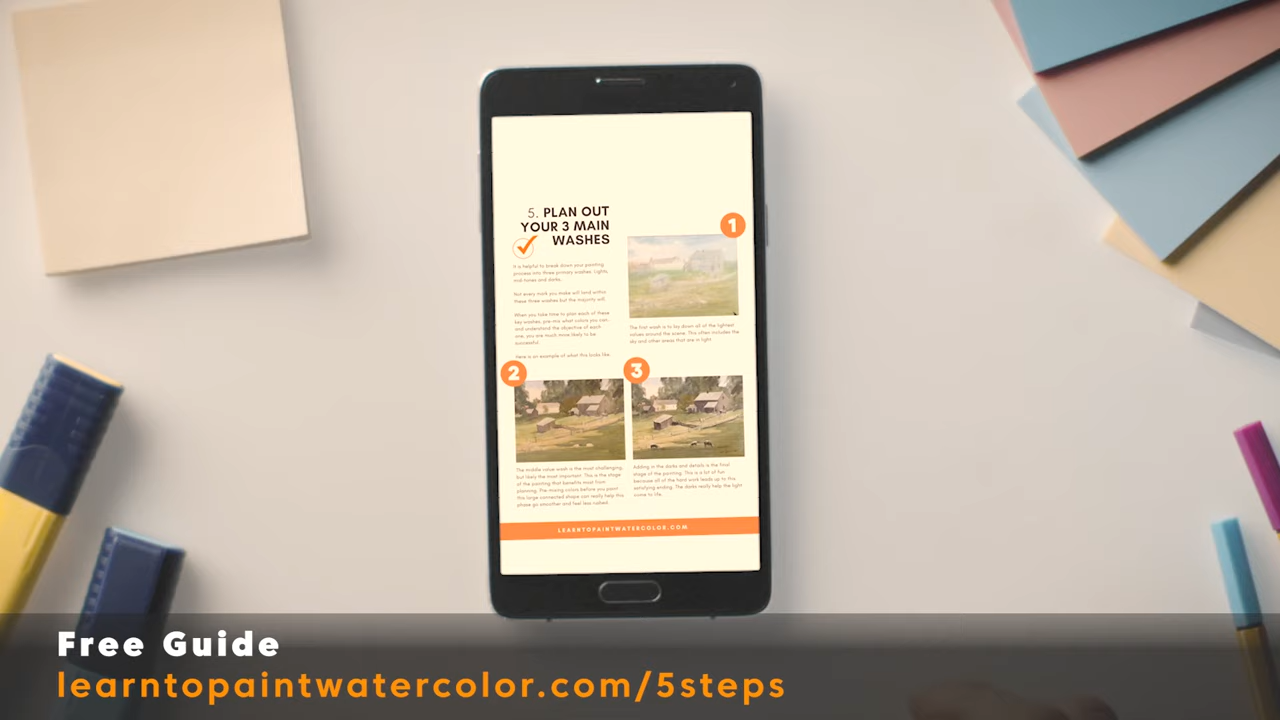 5. PLAN OUT
YOUR 3 MAIN
WASHES
It is helpful to break down your painting
process into three primary washes. Lights,
mid-tones and darks.
Not every mark you make will land within
these three washes but the majority will.
When you take time to plan each of these
key washes, pre-mix what colors you can,
and understand the objective of each
one, you are much more likely to be
successful.
Here is an example of what this looks like.
1
The first wash is to lay down all of the lightest
values around the scene. This often includes the
sky and other areas that are in light.
2
The middle value wash is the most challenging,
but likely the most important. This is the stage
of the painting that benefits most from
planning. Pre mixing colors before you paint
this large connected shape can really help this
phase go smoother and feel less rushed.
3
Adding in the darks and details is the final
stage of the painting. This is a lot of fun
because all of the hard work leads up to this
satisfying ending. The darks really help the light
come to life.
LEARNTOPAINTWATERCOLOR.COM
Free Guide
learntopaintwatercolor.com/5steps